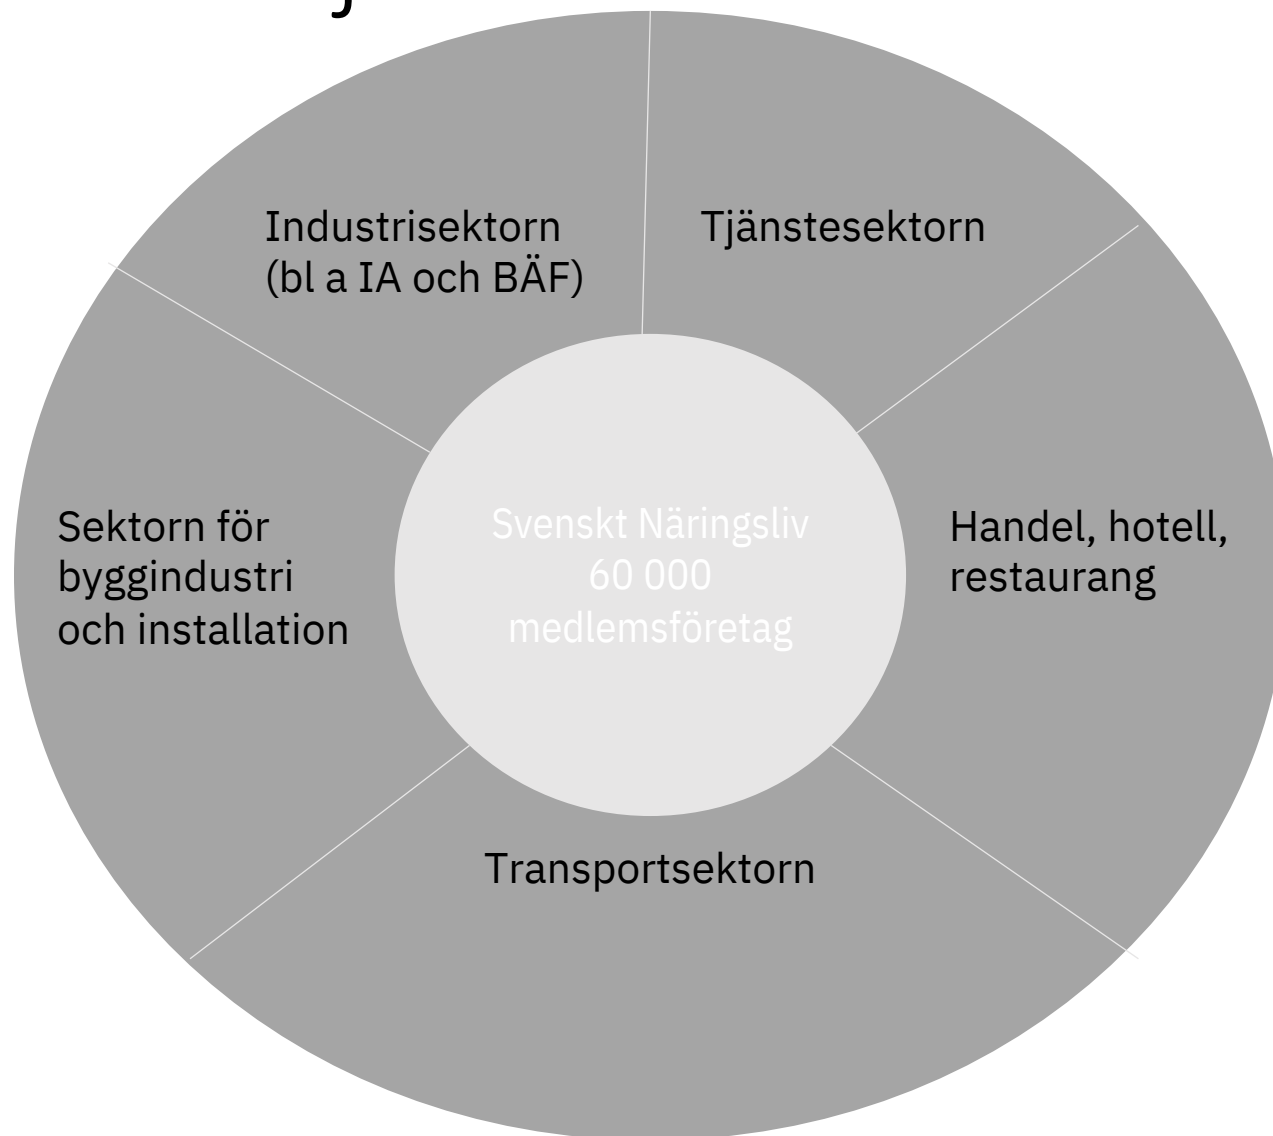 Industrisektorn
(bl a IA och BÄF)
Tjänstesektorn
Sektorn för
byggindustri
och installation
Svenskt Näringsliv
60 000
medlemsföretag
Handel, hotell,
restaurang
Transportsektorn